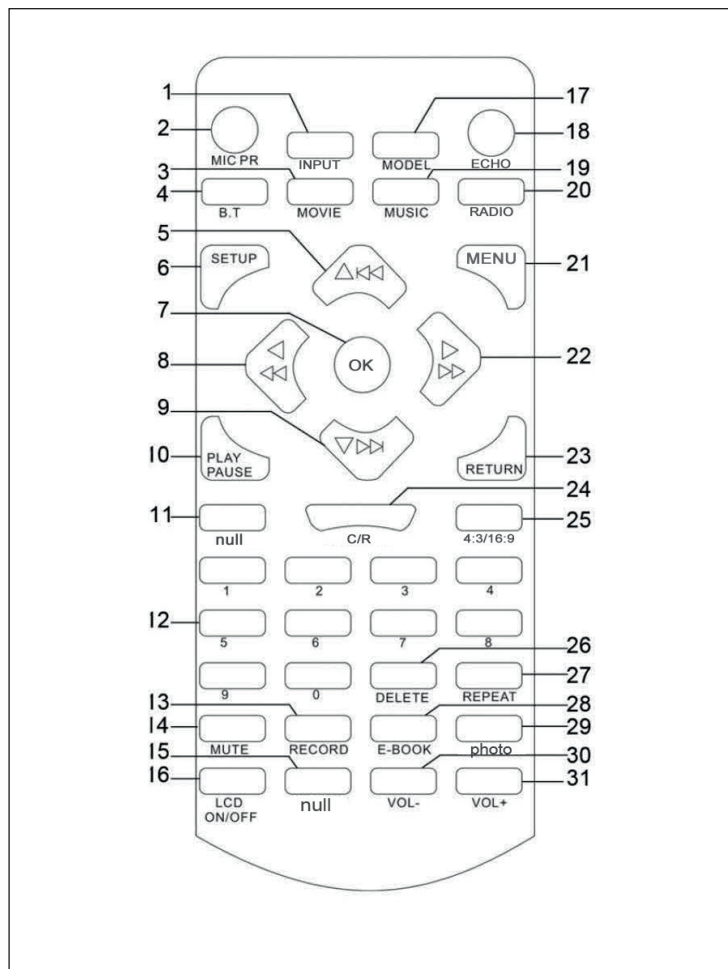 1
17
2
18
MIC PR
INPUT
MODEL
ECHO
3
19
4
20
B.T
MOVIE
MUSIC
RADIO
5
6
SETUP
MENU
21
7
OK
8
22
9
10
PLAY
PAUSE
RETURN
23
24
11
25
null
C/R
4:3/16:9
1
2
3
4
12
5
6
7
8
26
9
0
DELETE
REPEAT
27
13
28
14
29
MUTE
RECORD
E-BOOK
photo
15
30
16
31
LCD
ON/OFF
null
VOL-
VOL+